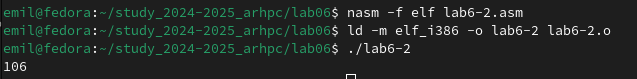 emil@fedora:~/study_2024-2025_arhpc/lab06$ nasm -f elf lab6-2.asm
emil@fedora:~/study_2024-2025_arhpc/lab06$ ld -m elf_i386 -o lab6-2 lab6-2.o
emil@fedora:~/study_2024-2025_arhpc/lab06$ ./lab6-2
106